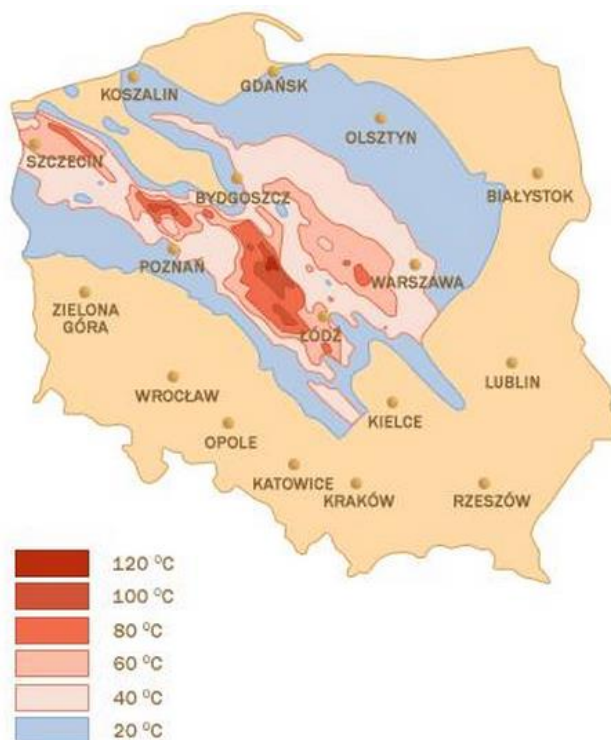 GDAŃSK
KOSZALIN
OLSZTYN
SZCZECIN
BIAŁYSTOK
BYDGOSZCZ
POZNAŃ
WARSZAWA
ZIELONA
GÓRA
ŁÓDŹ
LUBLIN
WROCŁAW
KIELCE
OPOLE
KATOWICE
KRAKÓW
RZESZÓW
120 °C
100 °C
80 °C
60 °C
40 °C
20 °C